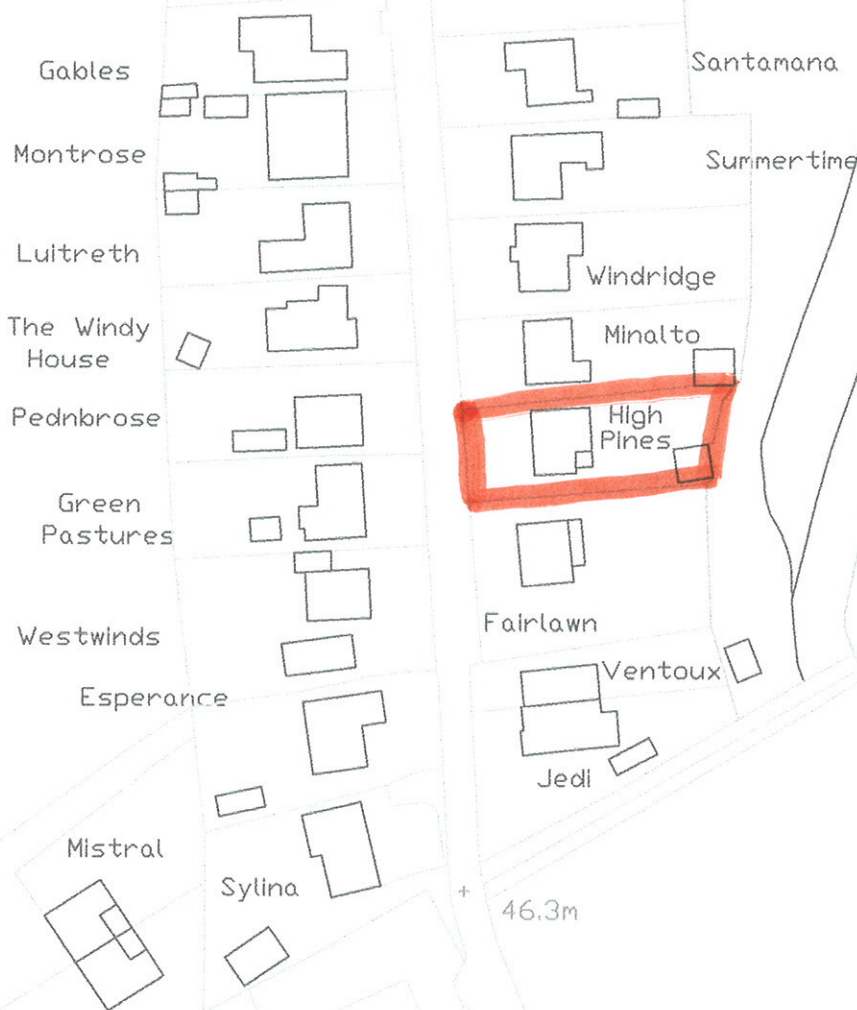 Gables
Santamana
Montrose
Summertime
Luitreth
Windridge
The Windy
House
Minalto
Pednbrose
High
Pines
Green
Pastures
Fairlawn
Westwinds
Ventoux
Esperance
Jedi
Mistral
Sylina
46.3m